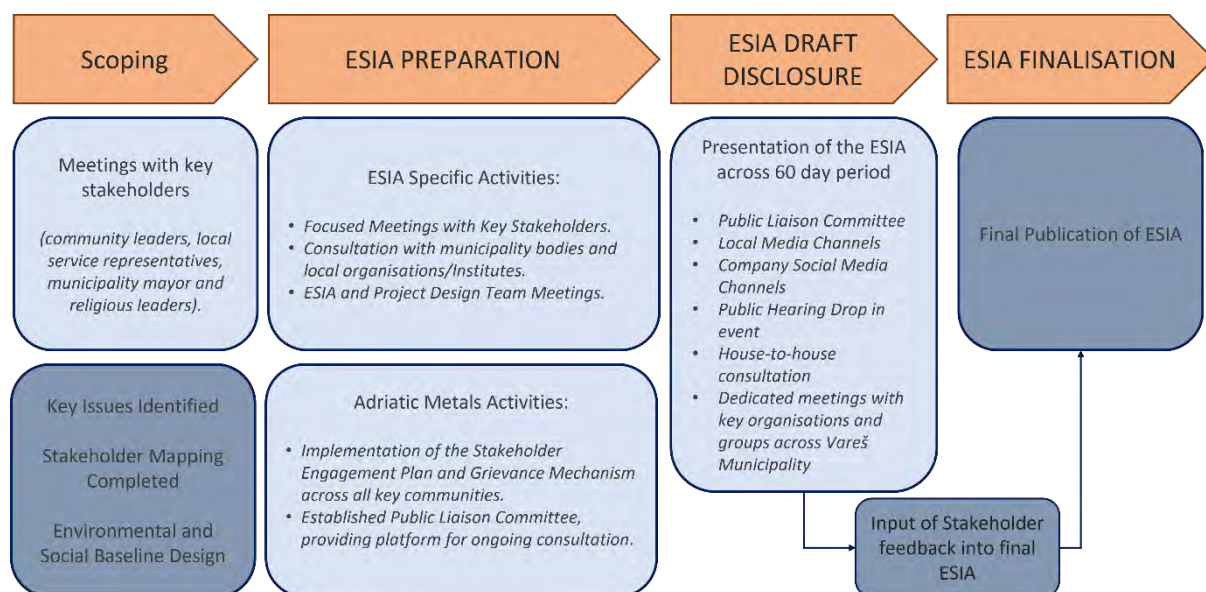 Scoping
ESIA PREPARATION
ESIA DRAFT
DISCLOSURE
ESIA FINALISATION
Meetings with key
stakeholders
(community leaders, local
service representatives,
municipality mayor and
religious leaders).
Key Issues Identified
Stakeholder Mapping
Completed
Environmental and
Social Baseline Design
ESIA Specific Activities:
• Focused Meetings with Key Stakeholders.
• Consultation with municipality bodies and
local organisations/Institutes.
• ESIA and Project Design Team Meetings.
Adriatic Metals Activities:
• Implementation of the Stakeholder
Engagement Plan and Grievance Mechanism
across all key communities.
• Established Public Liaison Committee,
providing platform for ongoing consultation.
Presentation of the ESIA
across 60 day period
• Public Liaison Committee
• Local Media Channels
• Company Social Media
Channels
• Public Hearing Drop in
event
• House-to-house
consultation
• Dedicated meetings with
key organisations and
groups across Vareš
Municipality
Input of Stakeholder
feedback into final
ESIA
Final Publication of ESIA